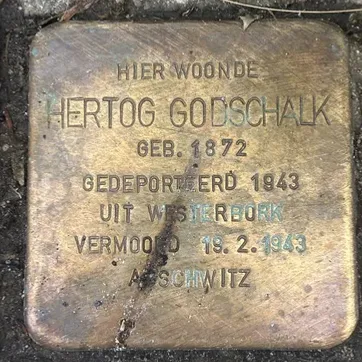 HIER WOONDE
HERTOG GODSCHALK
GEB. 1872
GEDEPORTEERD 1943
UIT WESTERBORK
VERMOORD 19.2.1943
AUSCHWITZ